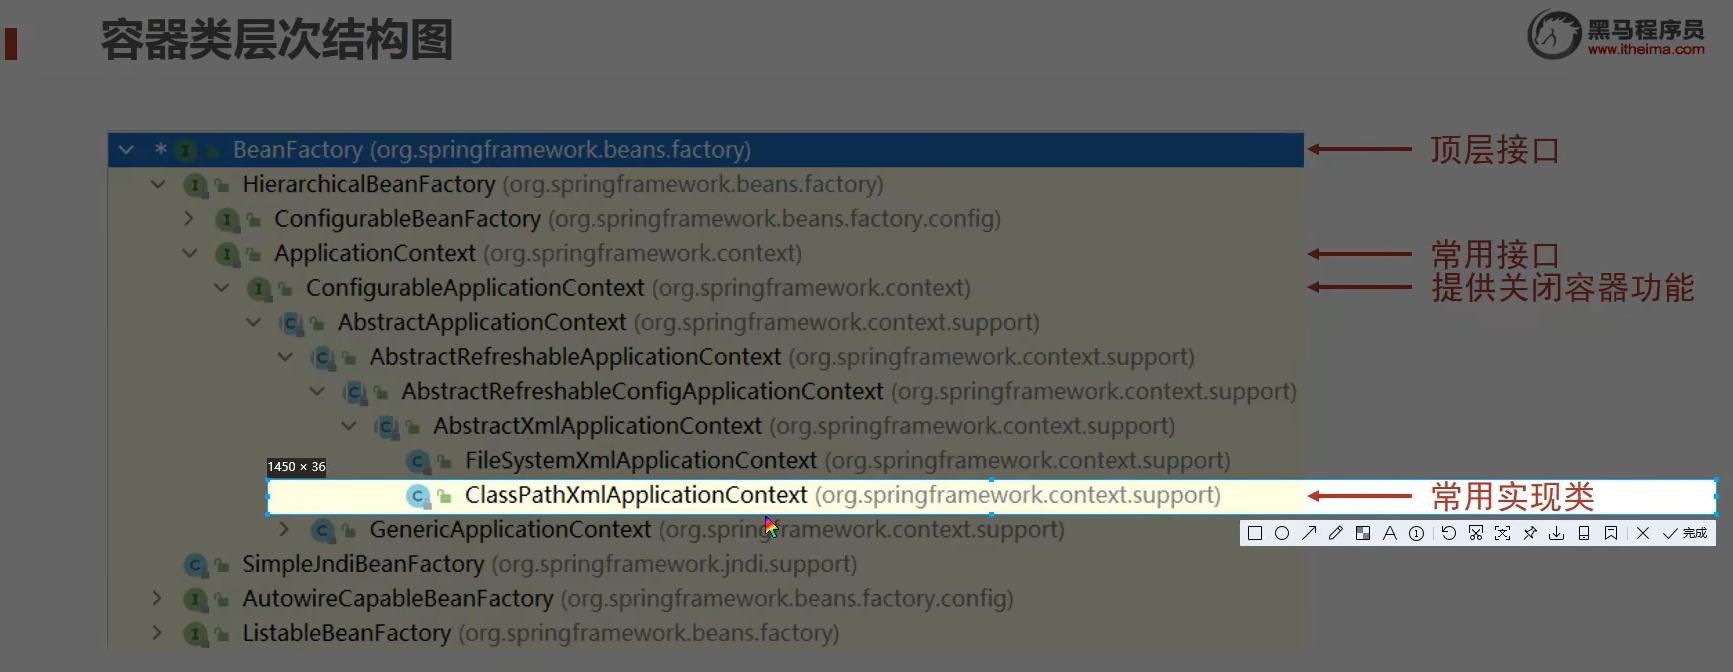 容器类层次结构图
黑马程序员
www.itheima.com
* BeanFactory (org.springframework.beans.factory)
顶层接口
HierarchicalBeanFactory (org.springframework.beans.factory)
ConfigurableBeanFactory (org.springframework.beans.factory.config)
ApplicationContext (org.springframework.context)
常用接口
ConfigurableApplicationContext (org.springframework.context)
提供关闭容器功能
AbstractApplicationContext (org.springframework.context.support)
AbstractRefreshableApplicationContext (org.springframework.context.support)
AbstractRefreshableConfigApplicationContext (org.springframework.context.support)
AbstractXmlApplicationContext (org.springframework.context.support)
FileSystemXmlApplicationContext (org.springframework.context.support)
1450 × 36
ClassPathXmlApplicationContext (org.springframework.context.support)
常用实现类
GenericApplicationContext (org.springframework.context.support)
完成
SimpleJndiBeanFactory (org.springframework.jndi.support)
AutowireCapableBeanFactory (org.springframework.beans.factory.config)
ListableBeanFactory (org.springframework.beans.factory)